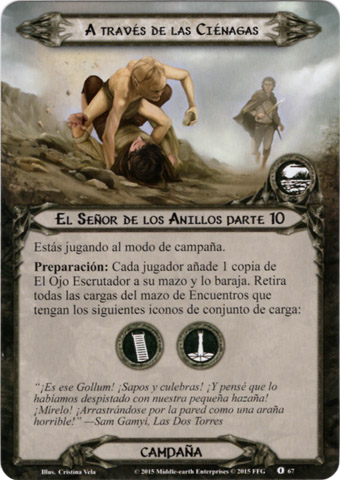 A través de las Ciénagas
El Señor de los Anillos parte 10
Estás jugando al modo de campaña.
Preparación: Cada jugador añade 1 copia de
El Ojo Escrutador a su mazo y lo baraja. Retira
todas las cargas del mazo de Encuentros que
tengan los siguientes iconos de conjunto de carga:
“¡Es ese Gollum! ¡Sapos y culebras! ¡Y pensé que lo
habíamos despistado con nuestra pequeña hazaña!
¡Mírelo! ¡Arrastrándose por la pared como una araña
horrible!” —Sam Gamyi, Las Dos Torres
CAMPAÑA
Illus. Cristina Vela © 2015 Middle-earth Enterprises © 2015 FFG 67